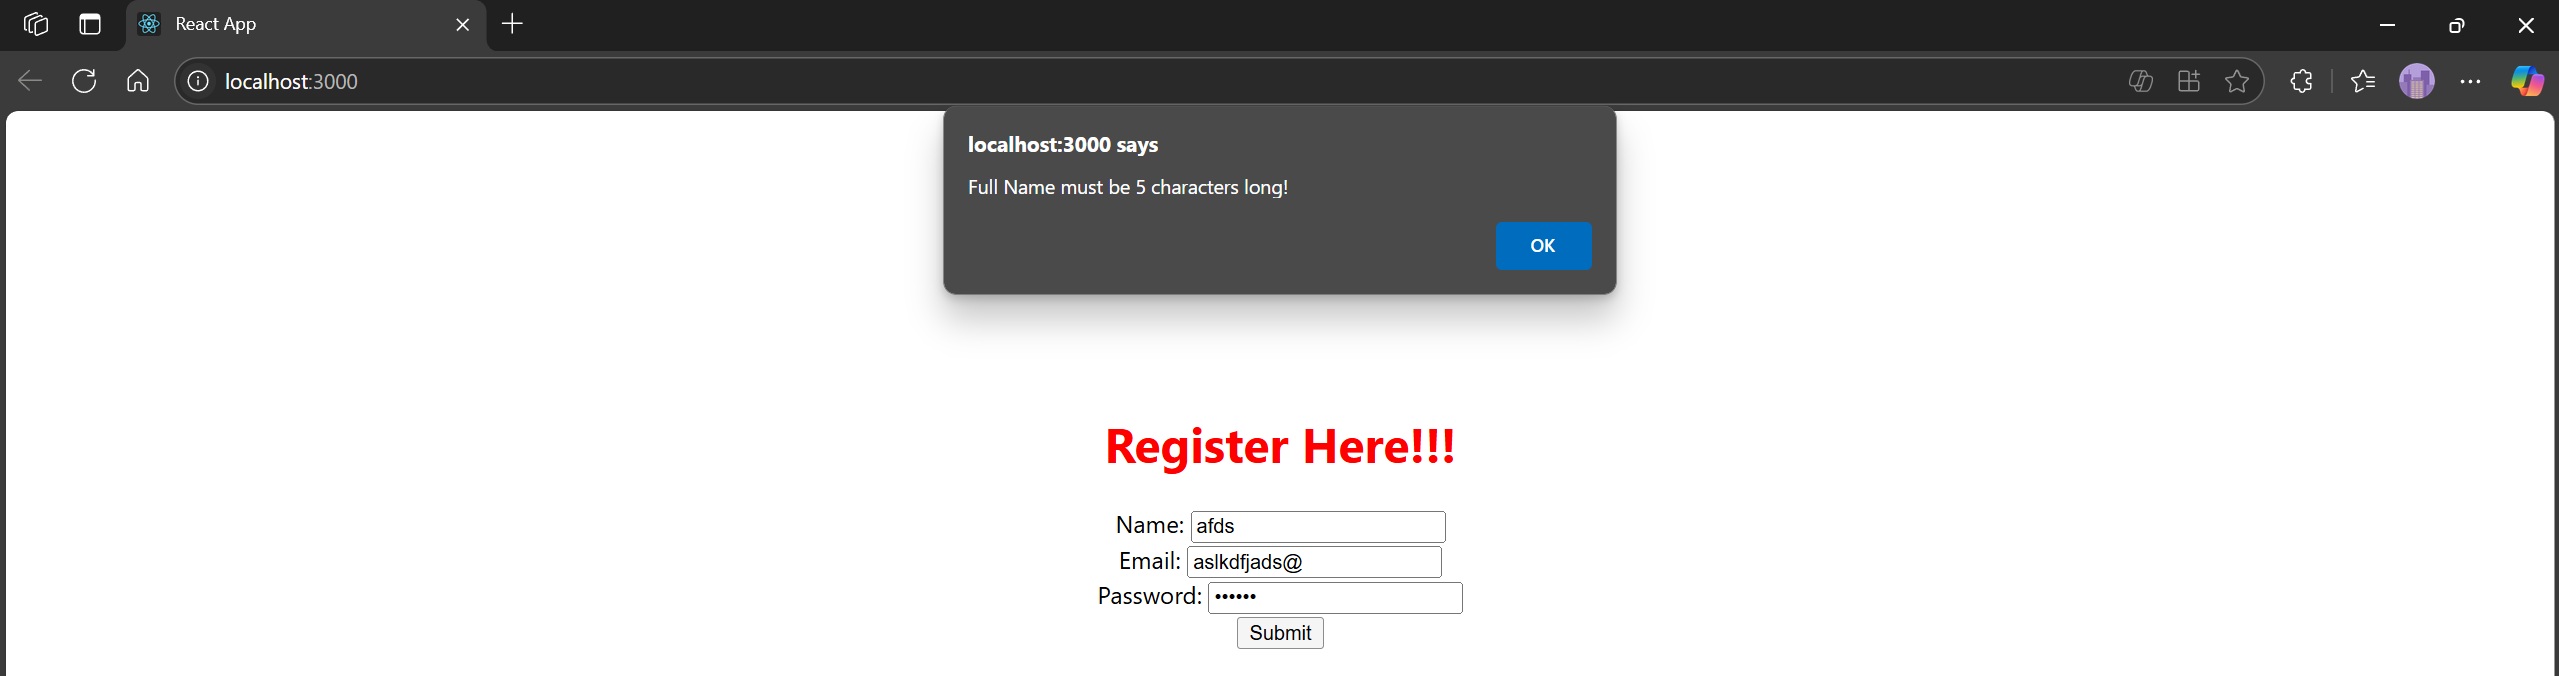 React App
localhost:3000
localhost:3000 says
Full Name must be 5 characters long!
OK
Register Here!!!
Name: afds
Email: aslkdfjads@
Password: ••••••
Submit